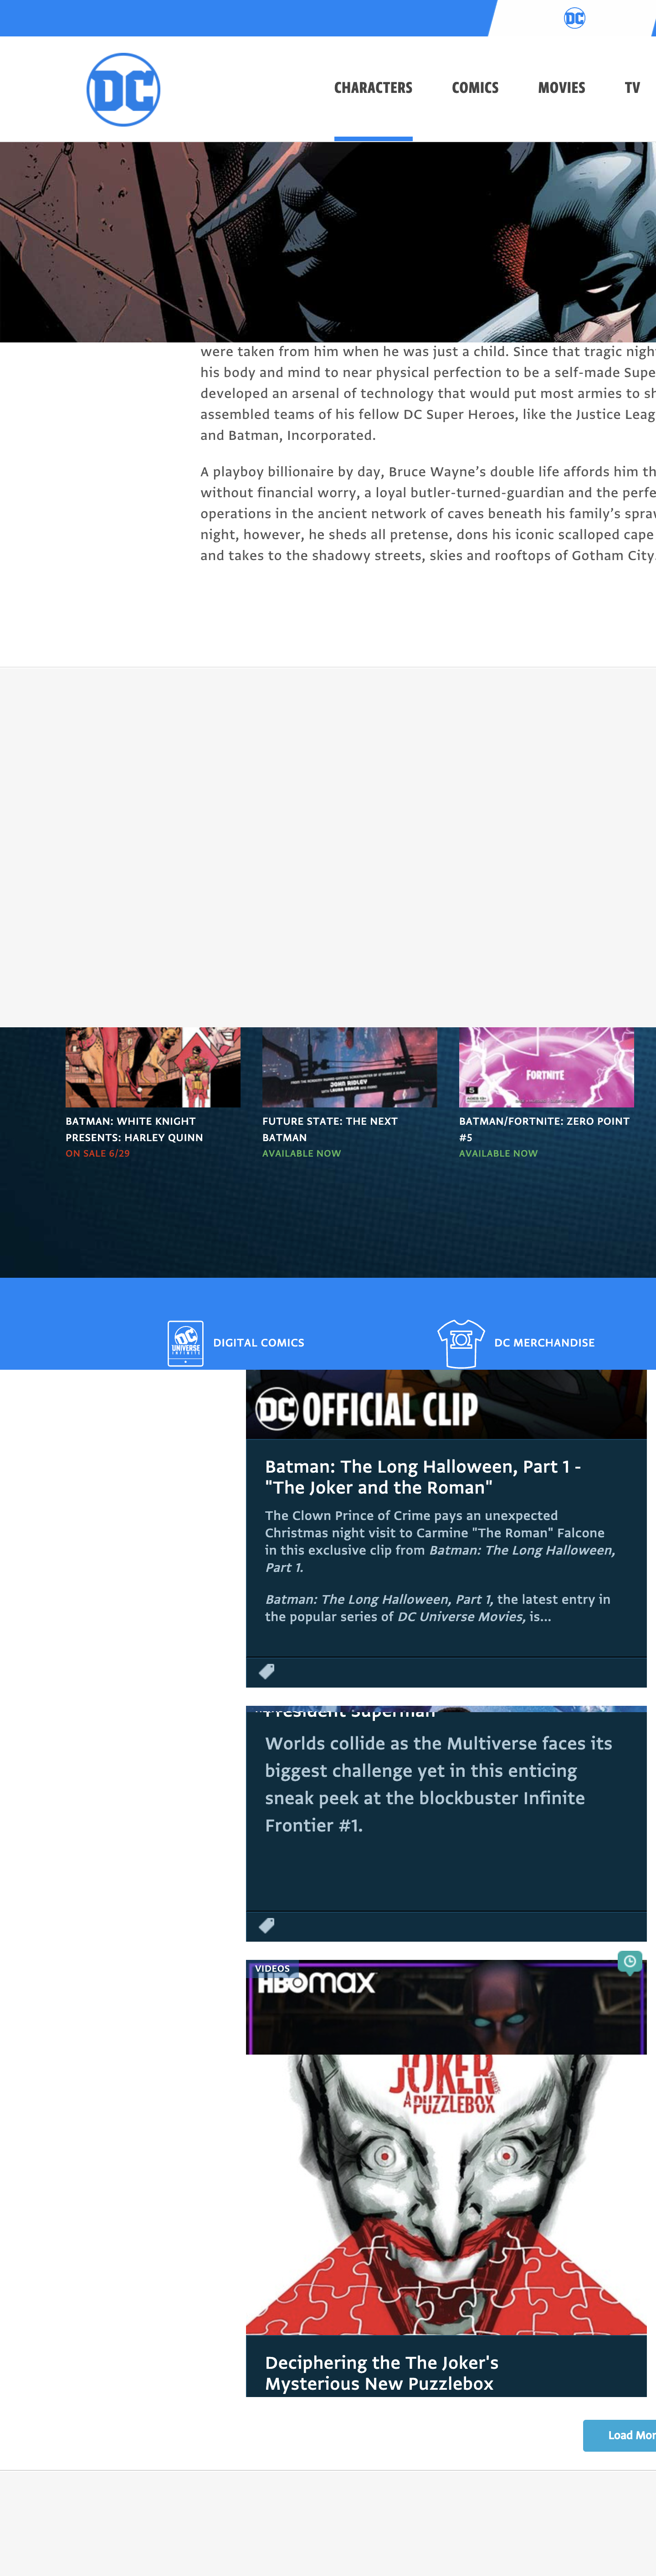 DC
DC
CHARACTERS COMICS MOVIES TV
were taken from him when he was just a child. Since that tragic nigh
his body and mind to near physical perfection to be a self-made Supe
developed an arsenal of technology that would put most armies to sh
assembled teams of his fellow DC Super Heroes, like the Justice Leag
and Batman, Incorporated.
A playboy billionaire by day, Bruce Wayne's double life affords him th
without financial worry, a loyal butler-turned-guardian and the perfe
operations in the ancient network of caves beneath his family's spra
night, however, he sheds all pretense, dons his iconic scalloped cape
and takes to the shadowy streets, skies and rooftops of Gotham City.
JOHN RIDLEY
FORTNITE
BATMAN: WHITE KNIGHT
PRESENTS: HARLEY QUINN
ON SALE 6/29
FUTURE STATE: THE NEXT
BATMAN
AVAILABLE NOW
BATMAN/FORTNITE: ZERO POINT
#5
AVAILABLE NOW
DC
UNIVERSE
INFINITE
DIGITAL COMICS
DC MERCHANDISE
DC OFFICIAL CLIP
Batman: The Long Halloween, Part 1 -
"The Joker and the Roman"
The Clown Prince of Crime pays an unexpected
Christmas night visit to Carmine "The Roman" Falcone
in this exclusive clip from Batman: The Long Halloween,
Part 1.
Batman: The Long Halloween, Part 1, the latest entry in
the popular series of DC Universe Movies, is...
President Superman
Worlds collide as the Multiverse faces its
biggest challenge yet in this enticing
sneak peek at the blockbuster Infinite
Frontier #1.
VIDEOS
HBOmax
JOKER
PRESENTS:
A PUZZLEBOX
Deciphering the The Joker's
Mysterious New Puzzlebox
Load Mor